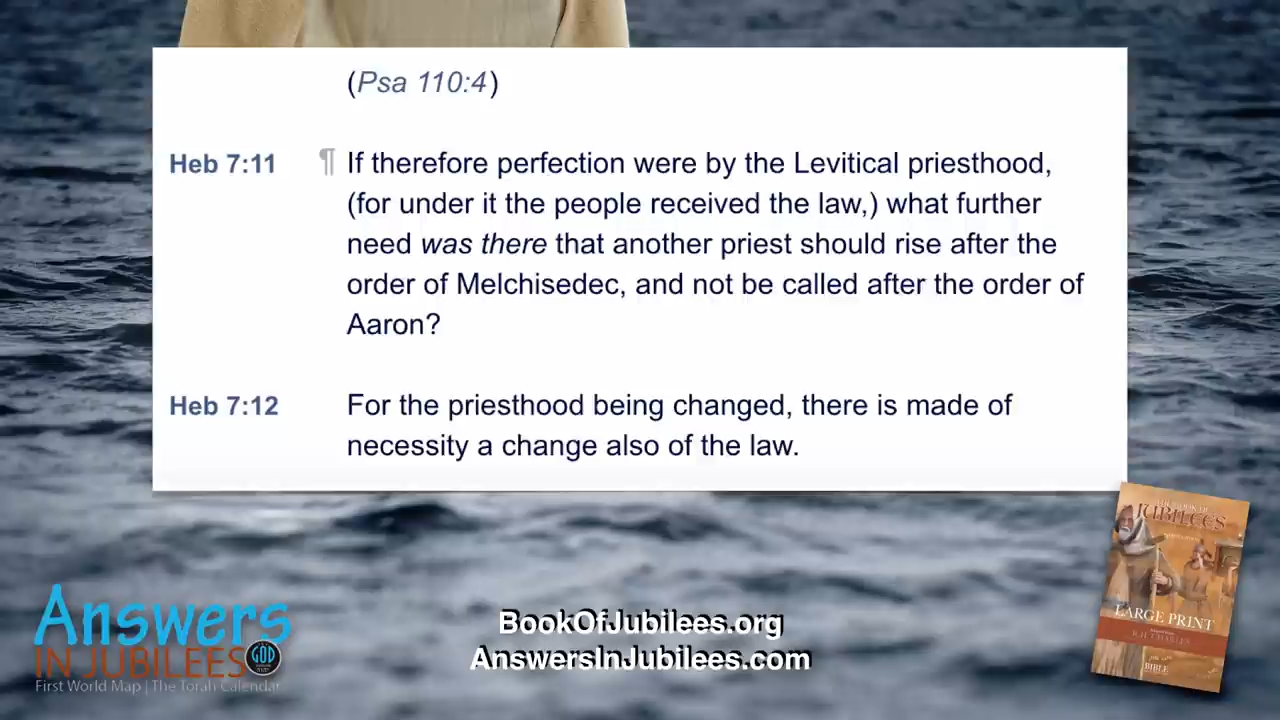 (Psa 110:4)
Heb 7:11 ¶ If therefore perfection were by the Levitical priesthood,
(for under it the people received the law,) what further
need was there that another priest should rise after the
order of Melchisedec, and not be called after the order of
Aaron?
Heb 7:12 For the priesthood being changed, there is made of
necessity a change also of the law.
Answers
IN JUBILEES
GOD
First World Map | The Torah Calendar
BookOfJubilees.org
AnswersInJubilees.com
JUBILEES
LARGE PRINT
R.H. CHARLES
BIBLE